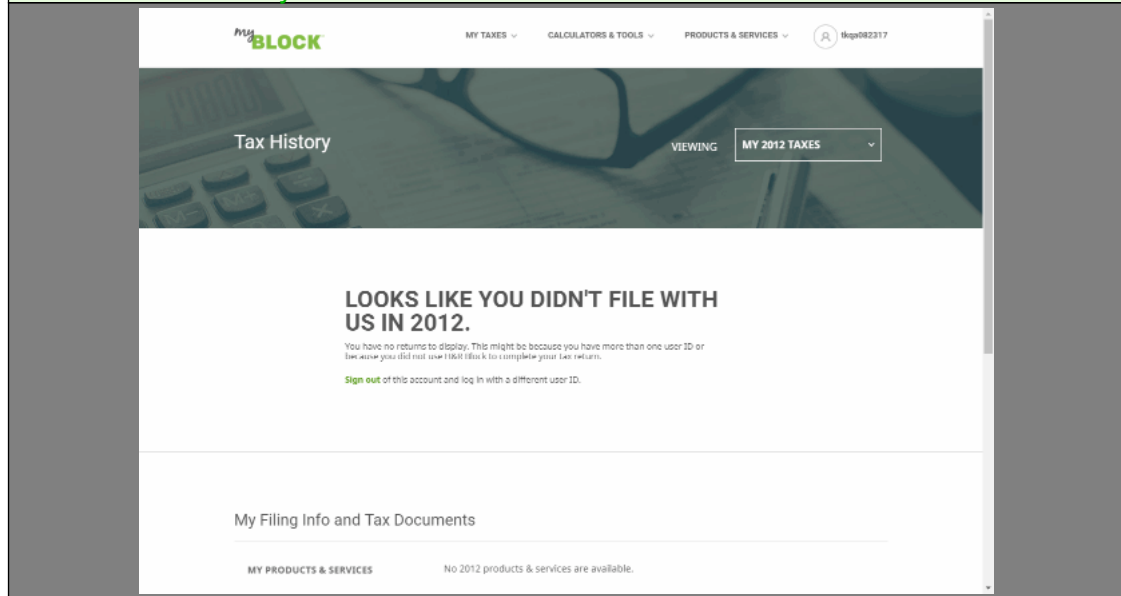 myBLOCK
MY TAXES
CALCULATORS & TOOLS
PRODUCTS & SERVICES
tkqa082317
Tax History
VIEWING
MY 2012 TAXES
LOOKS LIKE YOU DIDN'T FILE WITH
US IN 2012.
You have no returns to display. This might be because you have more than one user ID or
because you did not use H&R Block to complete your tax return.
Sign out of this account and log in with a different user ID.
My Filing Info and Tax Documents
MY PRODUCTS & SERVICES
No 2012 products & services are available.